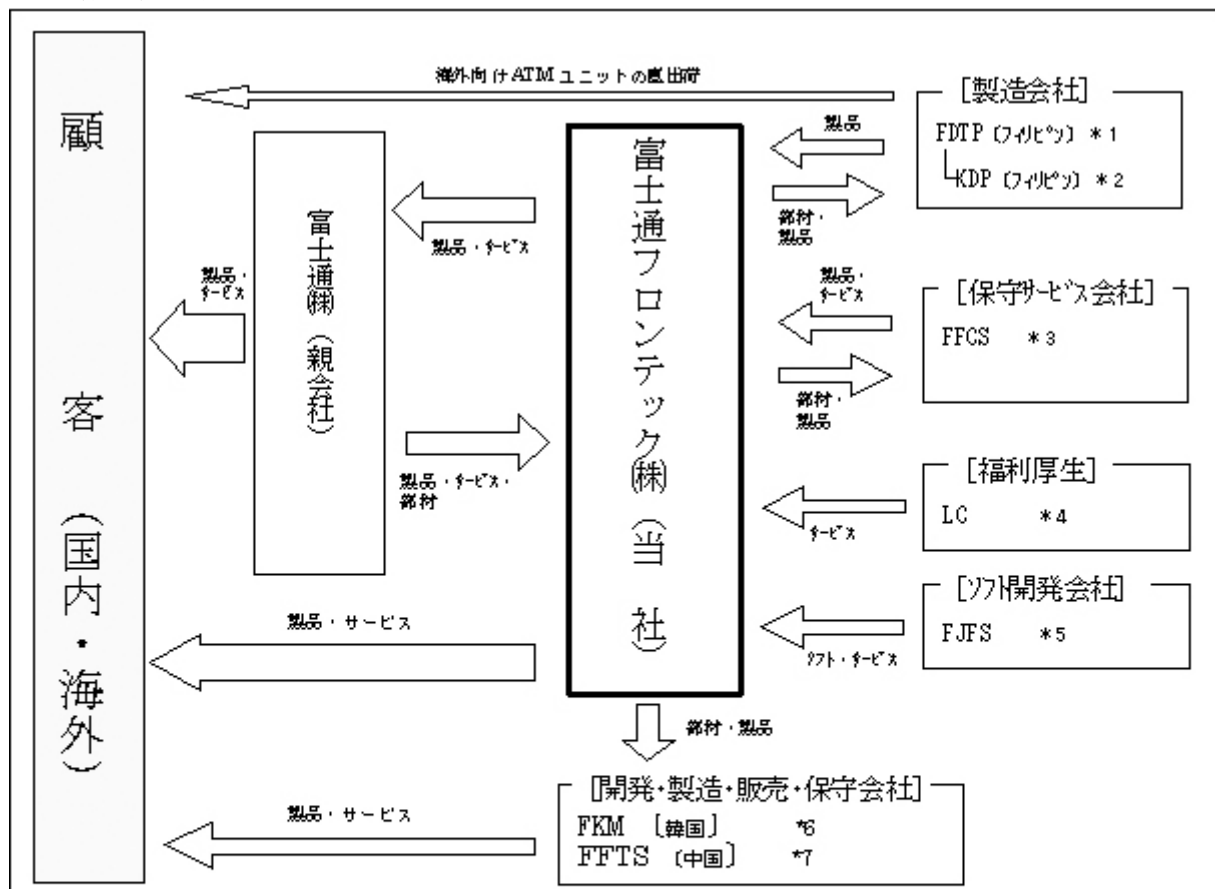 海外向けATMユニットの直出荷
顧客(国内・海外)
富士通㈱(親会社)
富士通フロンテック㈱(当社)
[製造会社]
FDTP〔フィリピン〕 *1
KDP〔フィリピン〕 *2
製品
部材・
製品
製品・サービス
製品・
サービス
製品・サービス・
部材
[保守サービス会社]
FFCS *3
製品・
サービス
部材・
製品
[福利厚生]
LC *4
サービス
[ソフト開発会社]
FJFS *5
ソフト・サービス
製品・サービス
部材・製品
[開発・製造・販売・保守会社]
FKM 〔韓国〕 *6
FFTS 〔中国〕 *7
製品・サービス